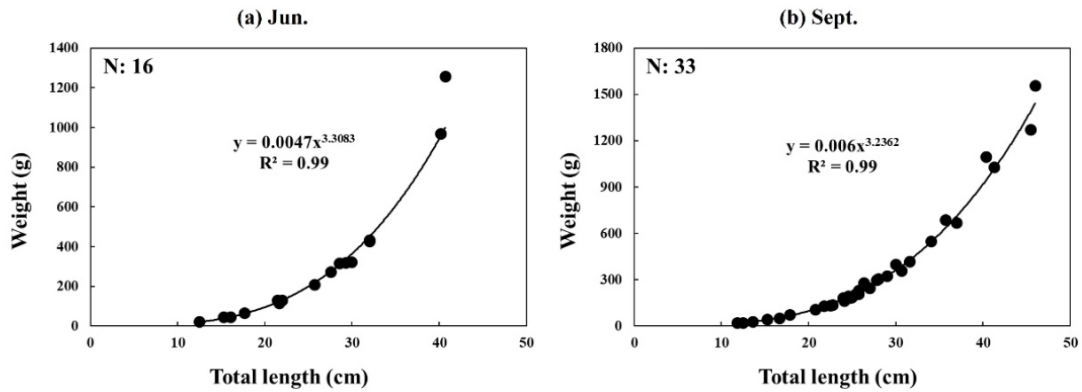 (a) Jun.
1400
1200
1000
800
600
400
200
0
N: 16
y = 0.0047x^3.3083
R² = 0.99
Weight (g)
0 10 20 30 40 50
Total length (cm)
(b) Sept.
1800
1500
1200
900
600
300
0
N: 33
y = 0.006x^3.2362
R² = 0.99
Weight (g)
0 10 20 30 40 50
Total length (cm)